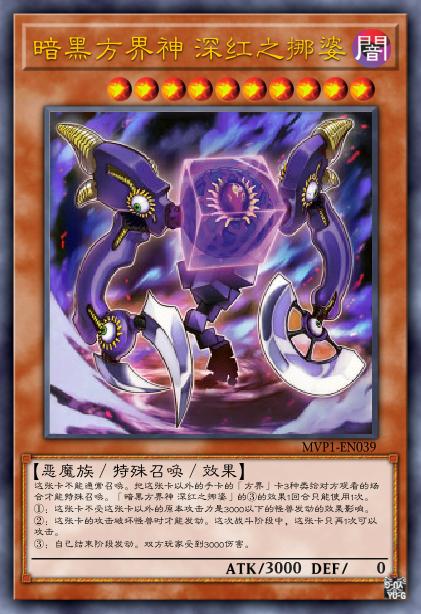 暗黑方界神 深红之挪婆 闇
MVP1-EN039
【恶魔族／特殊召唤／效果】
这张卡不能通常召唤。把这张卡以外的手卡的「方界」卡3种类给对方观看的场
合才能特殊召唤。「暗黑方界神 深红之挪婆」的③的效果1回合只能使用1次。
①：这张卡不受这张卡以外的原本攻击力是3000以下的怪兽发动的效果影响。
②：这张卡的攻击破坏怪兽时才能发动。这次战斗阶段中，这张卡只再1次可以
攻击。
③：自己结束阶段发动。双方玩家受到3000伤害。
ATK/3000 DEF/ 0